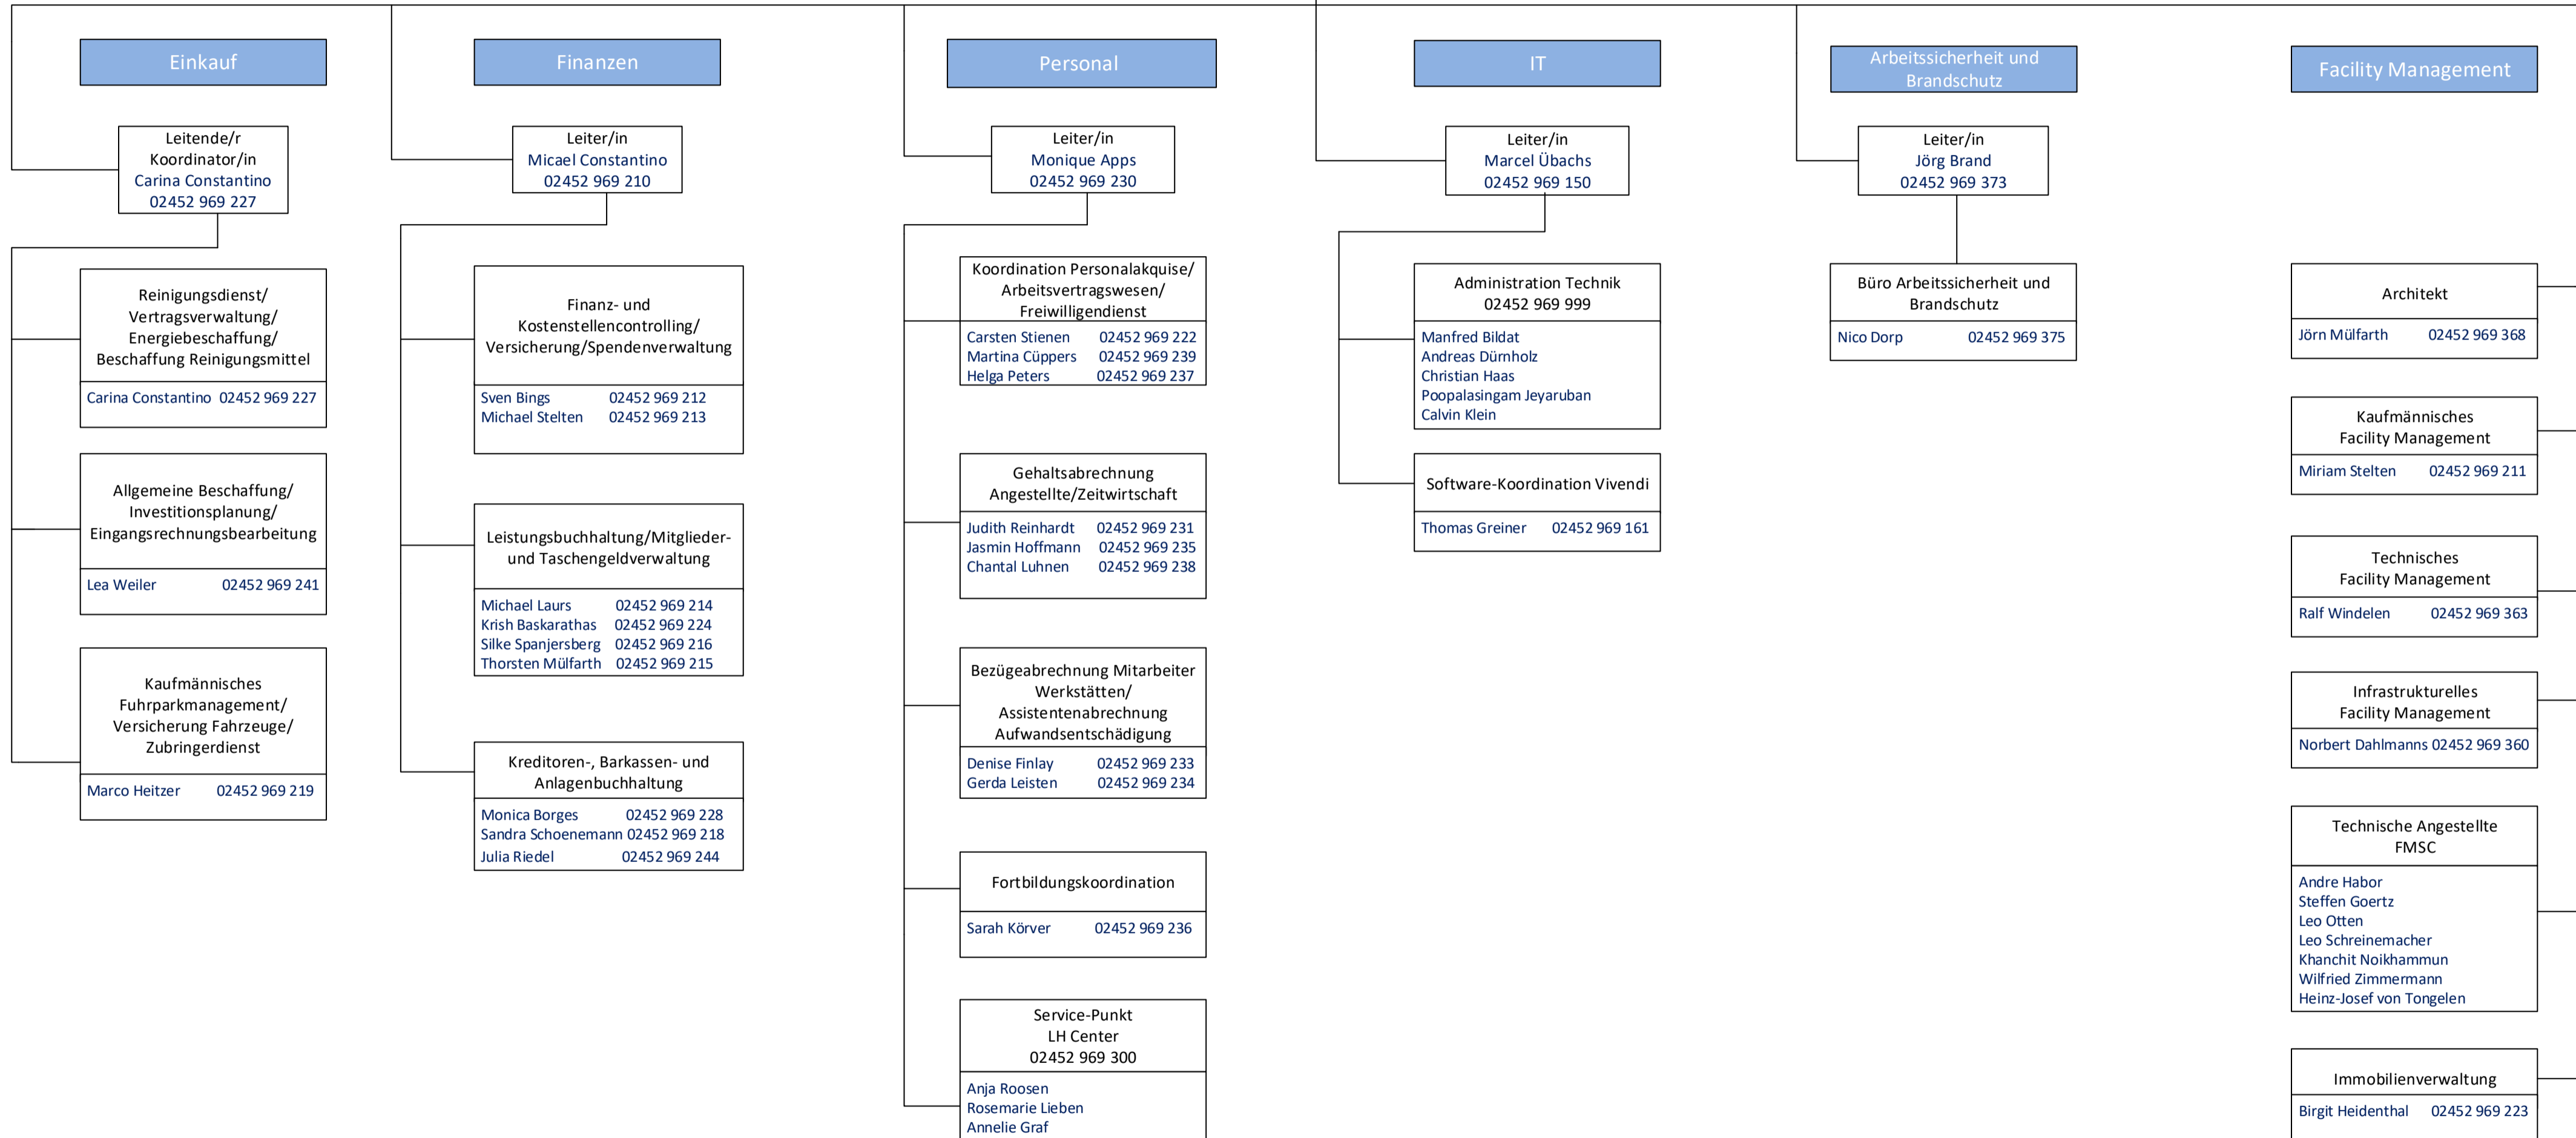 Einkauf
Leitende/r
Koordinator/in
Carina Constantino
02452 969 227
Reinigungsdienst/
Vertragsverwaltung/
Energiebeschaffung/
Beschaffung Reinigungsmittel
Carina Constantino 02452 969 227
Allgemeine Beschaffung/
Investitionsplanung/
Eingangsrechnungsbearbeitung
Lea Weiler 02452 969 241
Kaufmännisches
Fuhrparkmanagement/
Versicherung Fahrzeuge/
Zubringerdienst
Marco Heitzer 02452 969 219
Finanzen
Leiter/in
Micael Constantino
02452 969 210
Finanz- und
Kostenstellencontrolling/
Versicherung/Spendenverwaltung
Sven Bings 02452 969 212
Michael Stelten 02452 969 213
Leistungsbuchhaltung/Mitglieder-
und Taschengeldverwaltung
Michael Laurs 02452 969 214
Krish Baskarathas 02452 969 224
Silke Spanjersberg 02452 969 216
Thorsten Mülfarth 02452 969 215
Kreditoren-, Barkassen- und
Anlagenbuchhaltung
Monica Borges 02452 969 228
Sandra Schoenemann 02452 969 218
Julia Riedel 02452 969 244
Personal
Leiter/in
Monique Apps
02452 969 230
Koordination Personalakquise/
Arbeitsvertragswesen/
Freiwilligendienst
Carsten Stienen 02452 969 222
Martina Cüppers 02452 969 239
Helga Peters 02452 969 237
Gehaltsabrechnung
Angestellte/Zeitwirtschaft
Judith Reinhardt 02452 969 231
Jasmin Hoffmann 02452 969 235
Chantal Luhnen 02452 969 238
Bezügeabrechnung Mitarbeiter
Werkstätten/
Assistentenabrechnung
Aufwandsentschädigung
Denise Finlay 02452 969 233
Gerda Leisten 02452 969 234
Fortbildungskoordination
Sarah Körver 02452 969 236
Service-Punkt
LH Center
02452 969 300
Anja Roosen
Rosemarie Lieben
Annelie Graf
IT
Leiter/in
Marcel Übachs
02452 969 150
Administration Technik
02452 969 999
Manfred Bildat
Andreas Dürnholz
Christian Haas
Poopalasingam Jeyaruban
Calvin Klein
Software-Koordination Vivendi
Thomas Greiner 02452 969 161
Arbeitssicherheit und
Brandschutz
Leiter/in
Jörg Brand
02452 969 373
Büro Arbeitssicherheit und
Brandschutz
Nico Dorp 02452 969 375
Facility Management
Architekt
Jörn Mülfarth 02452 969 368
Kaufmännisches
Facility Management
Miriam Stelten 02452 969 211
Technisches
Facility Management
Ralf Windelen 02452 969 363
Infrastrukturelles
Facility Management
Norbert Dahlmanns 02452 969 360
Technische Angestellte
FMSC
Andre Habor
Steffen Goertz
Leo Otten
Leo Schreinemacher
Khanchit Noikhammun
Wilfried Zimmermann
Heinz-Josef von Tongelen
Immobilienverwaltung
Birgit Heidenthal 02452 969 223